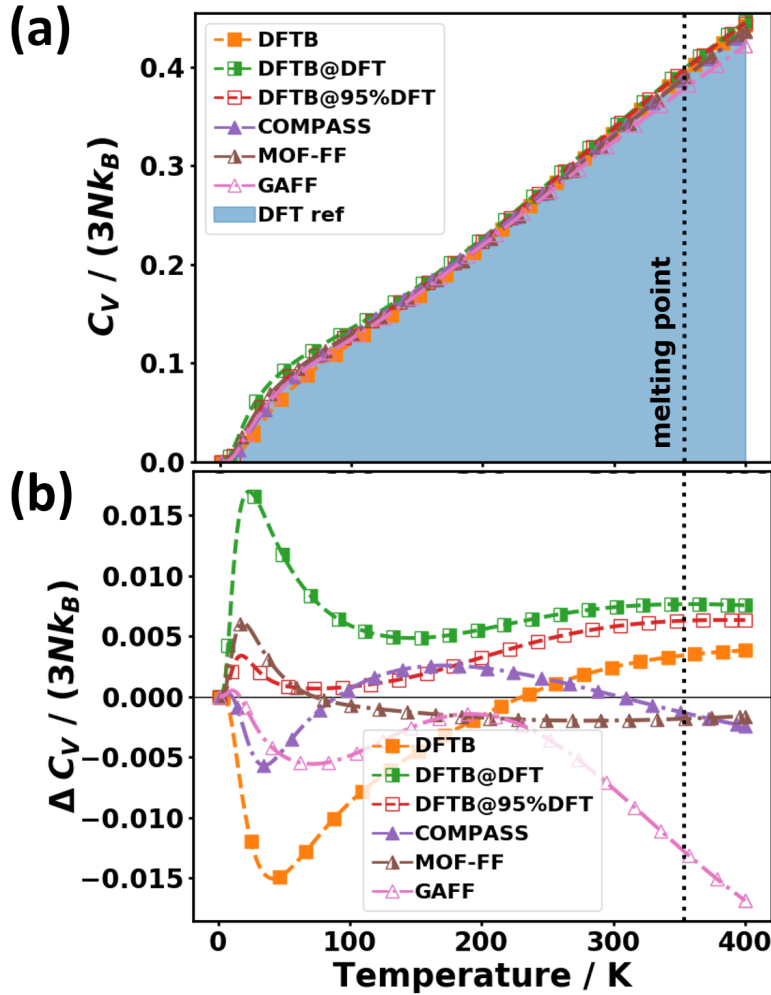 (a)
DFTB
DFTB@DFT
DFTB@95%DFT
COMPASS
MOF-FF
GAFF
DFT ref
C_V / (3Nk_B)
0.4
0.3
0.2
0.1
0.0
melting point
(b)
0.015
0.010
0.005
0.000
−0.005
−0.010
−0.015
Δ C_V / (3Nk_B)
DFTB
DFTB@DFT
DFTB@95%DFT
COMPASS
MOF-FF
GAFF
0 100 200 300 400
Temperature / K